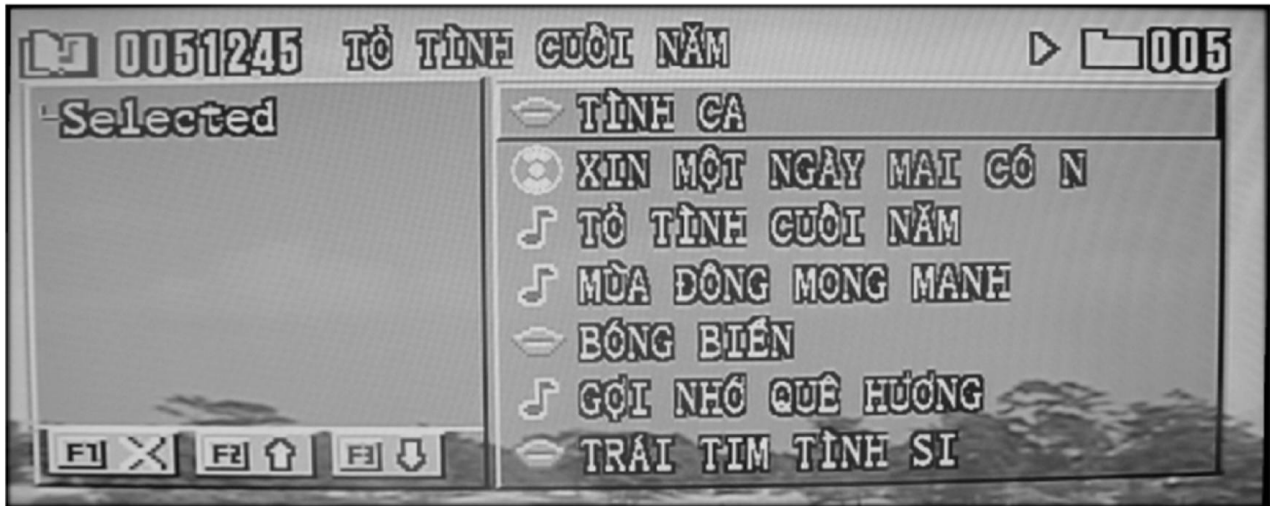 0051245 TỎ TÌNH CUỐI NĂM 005
Selected
TÌNH CA
XIN MỘT NGÀY MAI CÓ N
TỎ TÌNH CUỐI NĂM
MÙA ĐÔNG MONG MANH
BÓNG BIỂN
GỢI NHỚ QUÊ HƯƠNG
TRÁI TIM TÌNH SI
F1 F2 F3